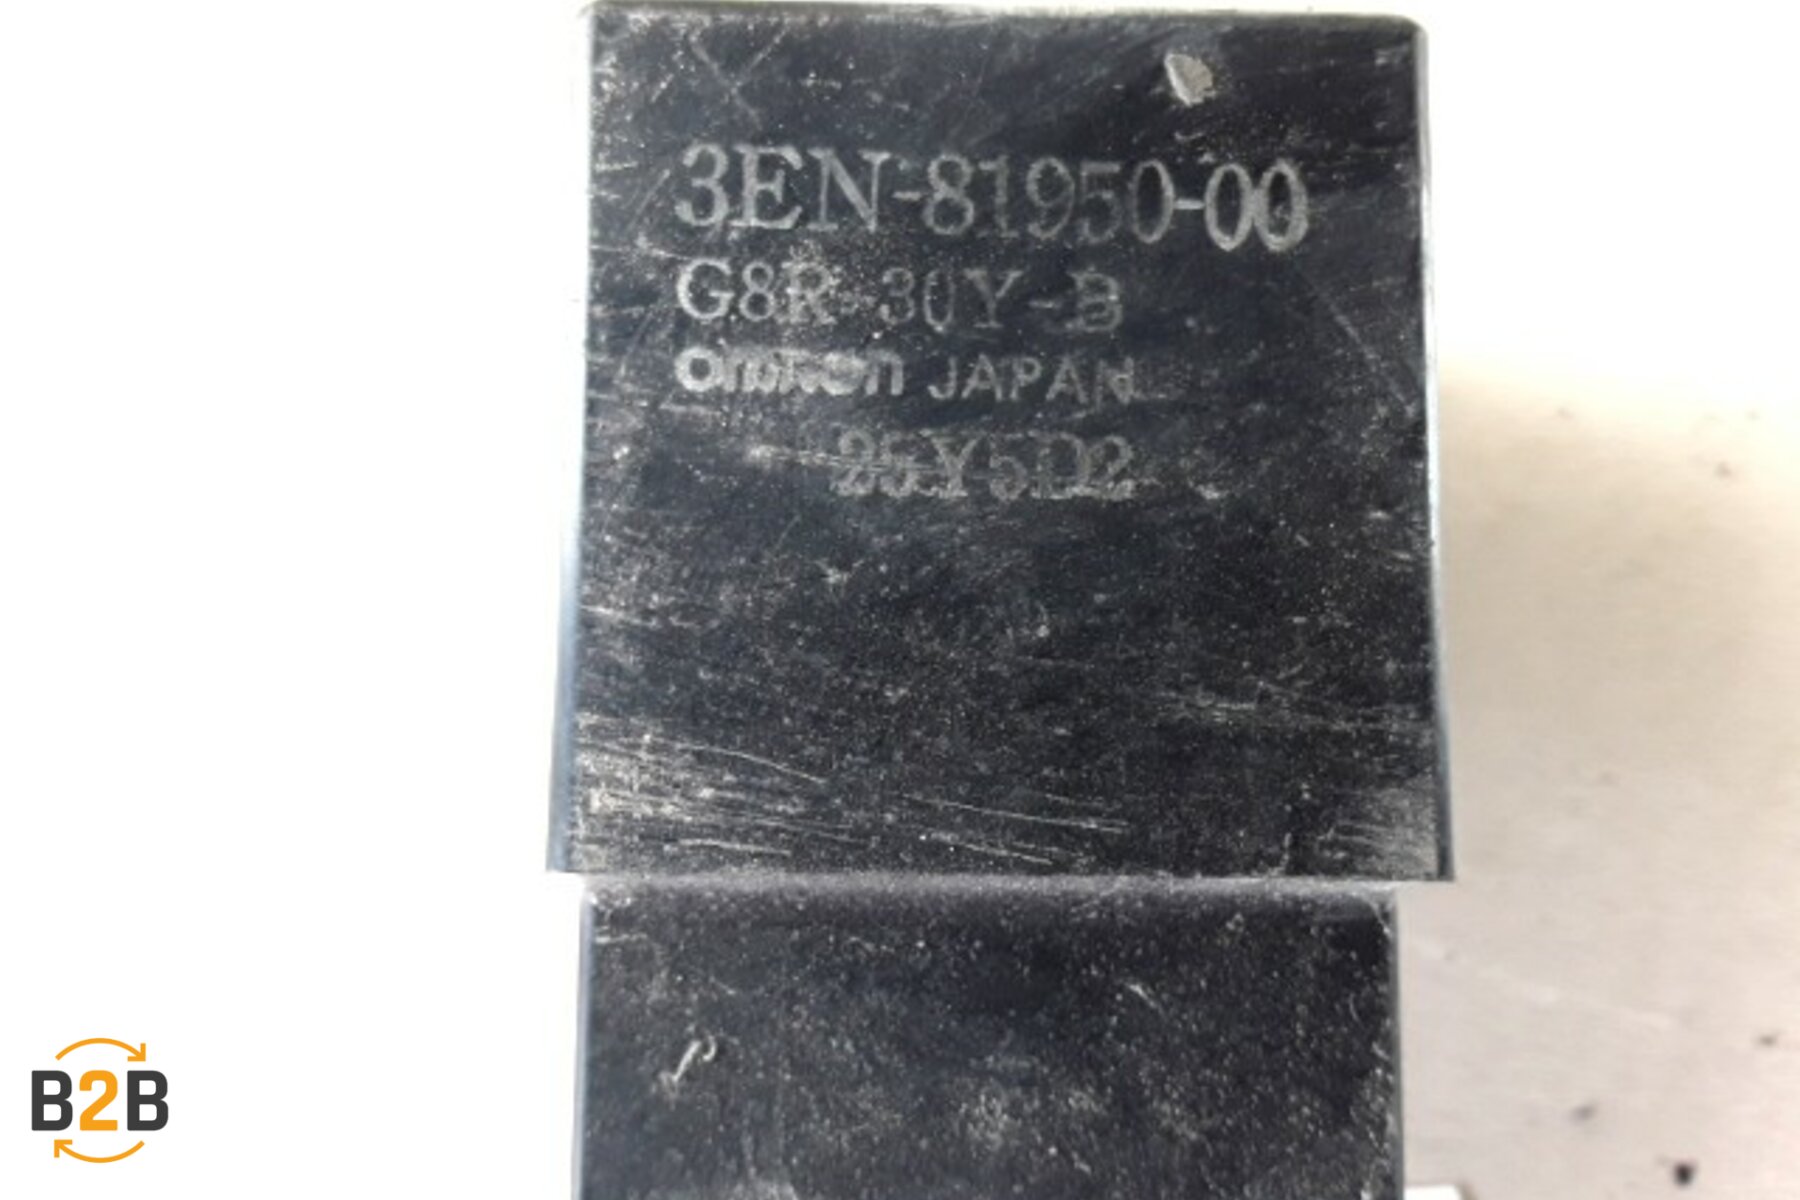 3EN-81950-00
G8R-30Y-B
omron JAPAN
25Y5D2
B2B